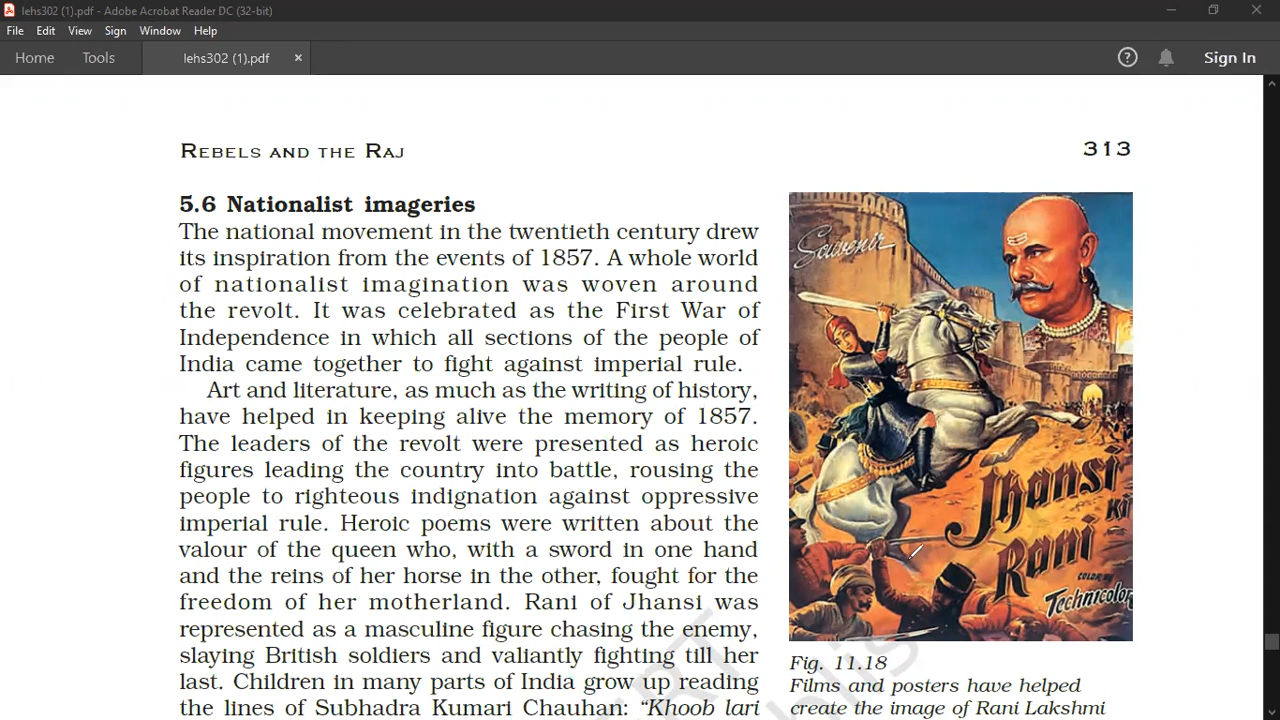 lehs302 (1).pdf - Adobe Acrobat Reader DC (32-bit)
File Edit View Sign Window Help
Home Tools lehs302 (1).pdf × ? Sign In
REBELS AND THE RAJ 313
5.6 Nationalist imageries
The national movement in the twentieth century drew
its inspiration from the events of 1857. A whole world
of nationalist imagination was woven around
the revolt. It was celebrated as the First War of
Independence in which all sections of the people of
India came together to fight against imperial rule.
Art and literature, as much as the writing of history,
have helped in keeping alive the memory of 1857.
The leaders of the revolt were presented as heroic
figures leading the country into battle, rousing the
people to righteous indignation against oppressive
imperial rule. Heroic poems were written about the
valour of the queen who, with a sword in one hand
and the reins of her horse in the other, fought for the
freedom of her motherland. Rani of Jhansi was
represented as a masculine figure chasing the enemy,
slaying British soldiers and valiantly fighting till her
last. Children in many parts of India grow up reading
the lines of Subhadra Kumari Chauhan: “Khoob lari
Souvenir
Jhansi
Ki
Rani
COLOR BY
Technicolor
Fig. 11.18
Films and posters have helped
create the image of Rani Lakshmi